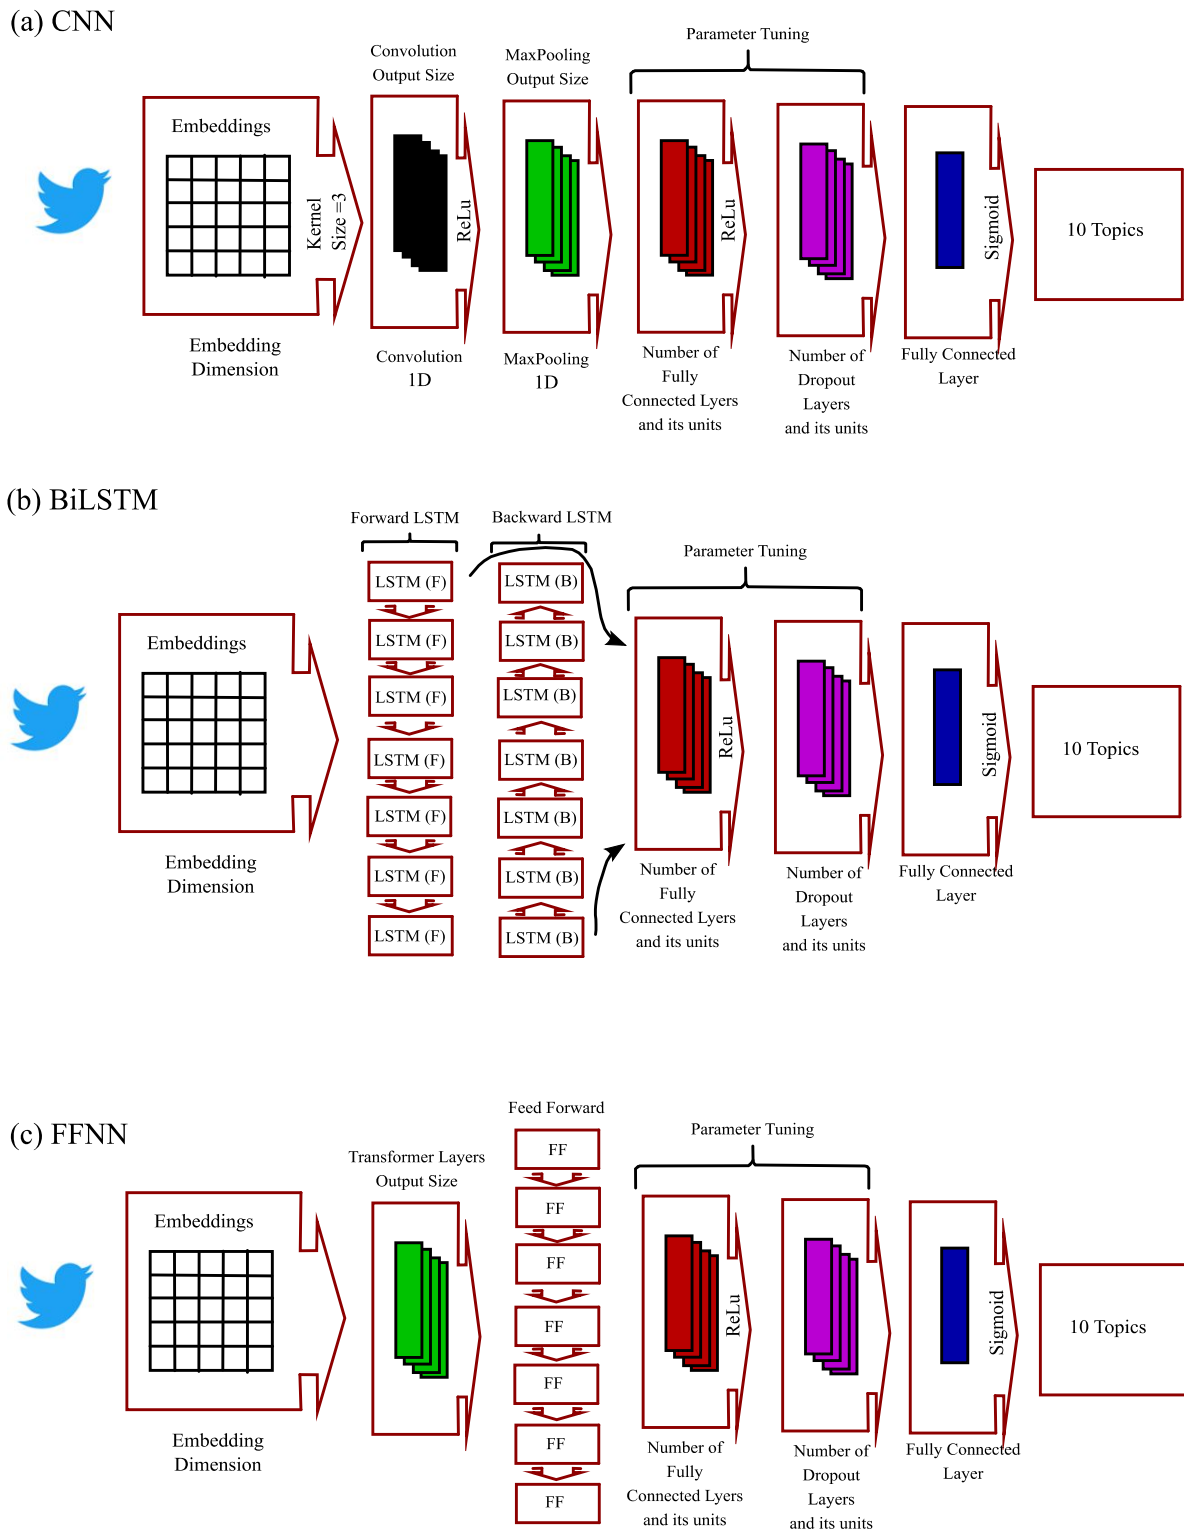 (a) CNN
Parameter Tuning
Convolution
Output Size
MaxPooling
Output Size
Embeddings
Kernel
Size =3
ReLu
ReLu
Sigmoid
10 Topics
Embedding
Dimension
Convolution
1D
MaxPooling
1D
Number of
Fully
Connected Lyers
and its units
Number of
Dropout
Layers
and its units
Fully Connected
Layer
(b) BiLSTM
Forward LSTM
Backward LSTM
Parameter Tuning
Embeddings
LSTM (F)
LSTM (F)
LSTM (F)
LSTM (F)
LSTM (F)
LSTM (F)
LSTM (F)
LSTM (B)
LSTM (B)
LSTM (B)
LSTM (B)
LSTM (B)
LSTM (B)
LSTM (B)
ReLu
Sigmoid
10 Topics
Embedding
Dimension
Number of
Fully
Connected Lyers
and its units
Number of
Dropout
Layers
and its units
Fully Connected
Layer
(c) FFNN
Feed Forward
Parameter Tuning
Transformer Layers
Output Size
Embeddings
FF
FF
FF
FF
FF
FF
FF
ReLu
Sigmoid
10 Topics
Embedding
Dimension
Number of
Fully
Connected Lyers
and its units
Number of
Dropout
Layers
and its units
Fully Connected
Layer